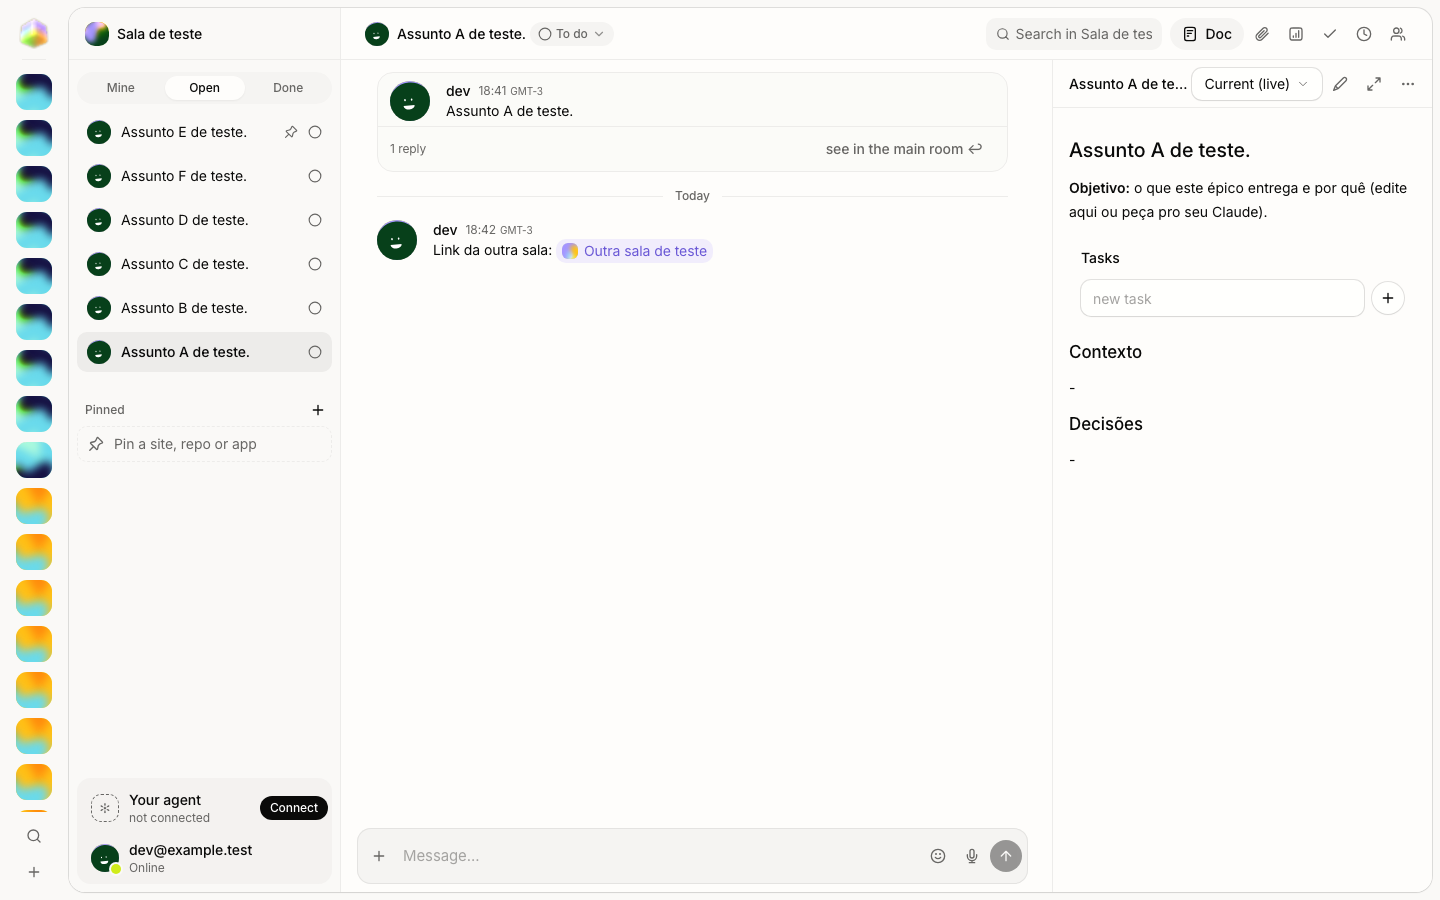 Sala de teste
Mine
Open
Done
Assunto E de teste.
Assunto F de teste.
Assunto D de teste.
Assunto C de teste.
Assunto B de teste.
Assunto A de teste.
Pinned
Pin a site, repo or app
Your agent
not connected
Connect
dev@example.test
Online
Assunto A de teste.
To do
Search in Sala de tes
Doc
dev 18:41 GMT-3
Assunto A de teste.
1 reply
see in the main room
Today
dev 18:42 GMT-3
Link da outra sala: Outra sala de teste
Message...
Assunto A de te...
Current (live)
Assunto A de teste.
Objetivo: o que este épico entrega e por quê (edite
aqui ou peça pro seu Claude).
Tasks
new task
Contexto
-
Decisões
-